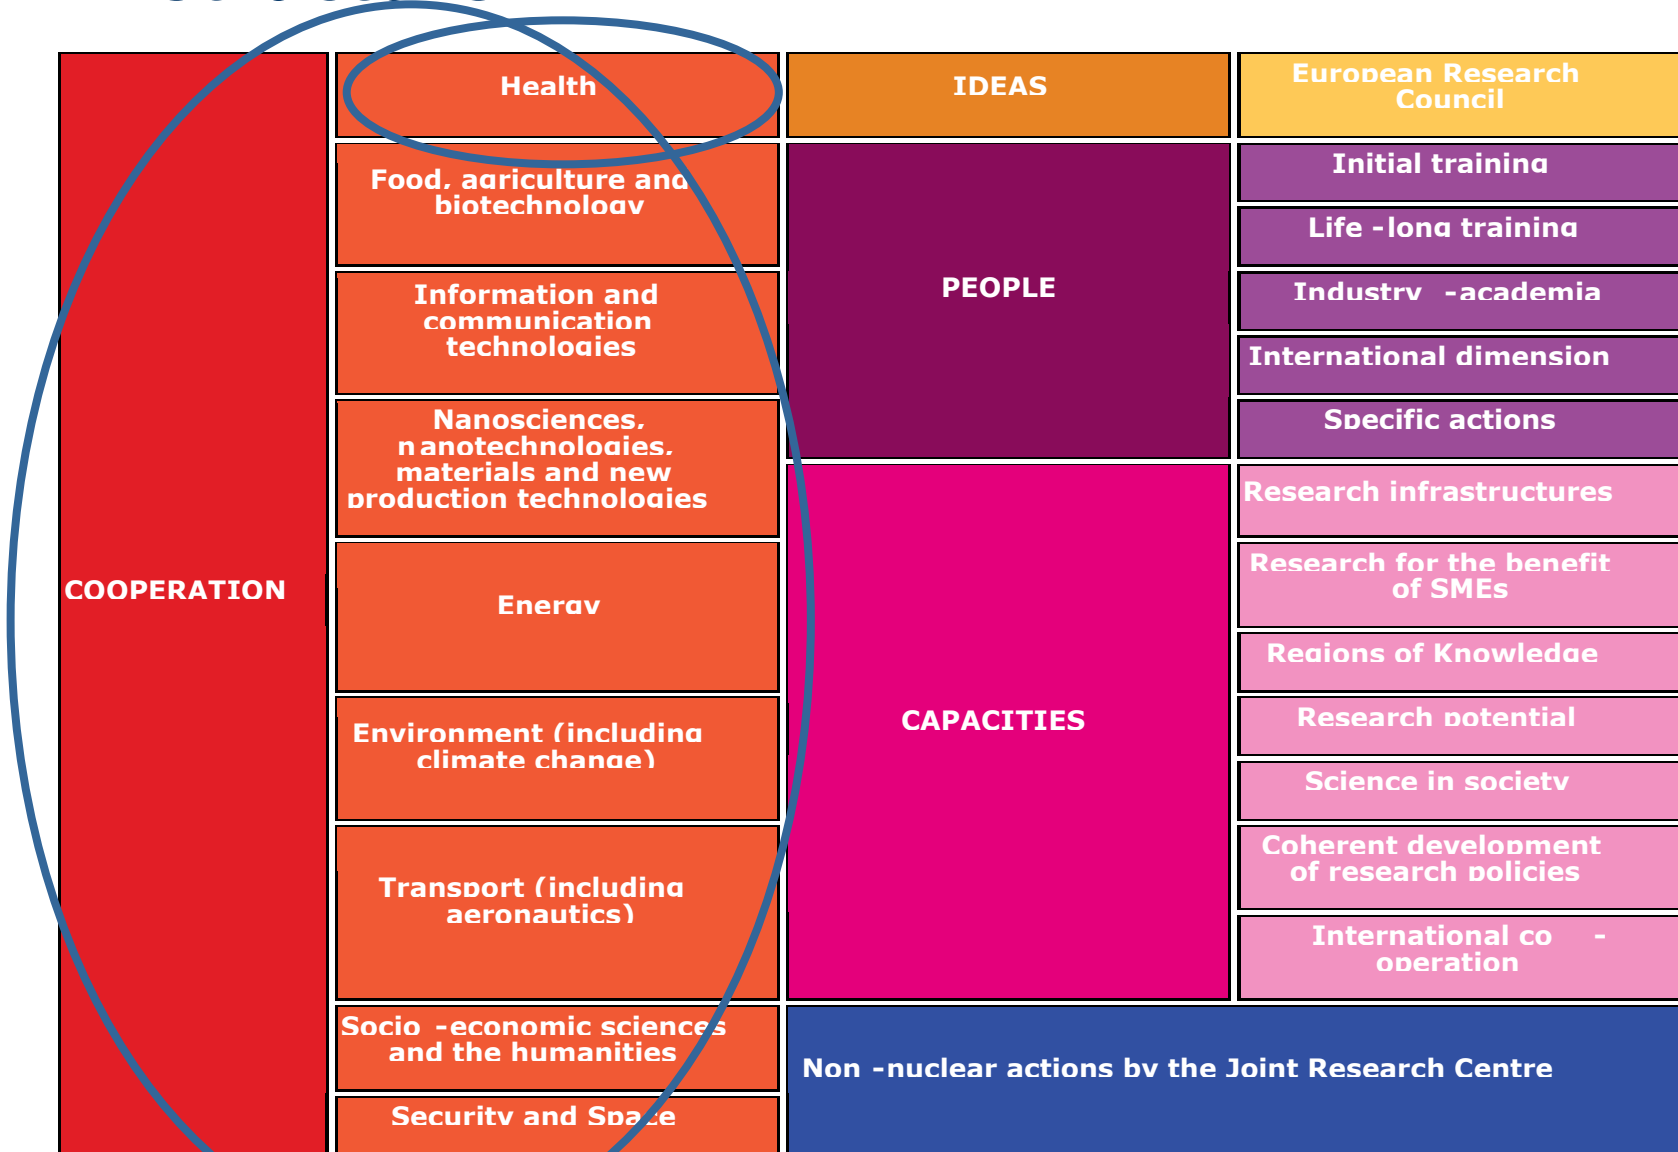 COOPERATION
Health
Food, agriculture and
biotechnology
Information and
communication
technologies
Nanosciences,
nanotechnologies,
materials and new
production technologies
Energy
Environment (including
climate change)
Transport (including
aeronautics)
Socio -economic sciences
and the humanities
Security and Space
IDEAS
European Research
Council
PEOPLE
Initial training
Life -long training
Industry -academia
International dimension
Specific actions
CAPACITIES
Research infrastructures
Research for the benefit
of SMEs
Regions of Knowledge
Research potential
Science in society
Coherent development
of research policies
International co -
operation
Non -nuclear actions by the Joint Research Centre